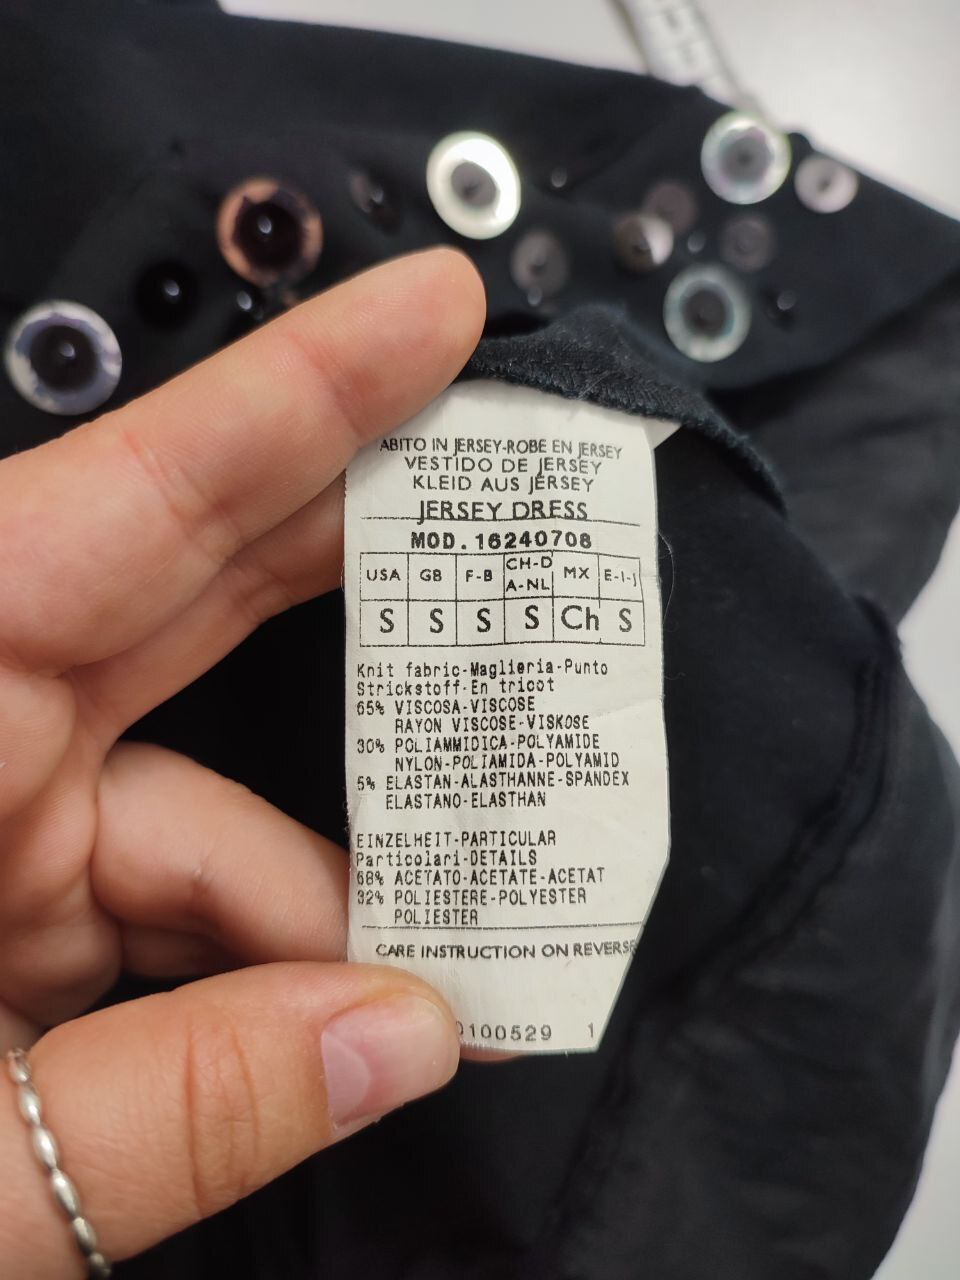 ABITO IN JERSEY-ROBE EN JERSEY
VESTIDO DE JERSEY
KLEID AUS JERSEY
JERSEY DRESS
MOD.16240708
USA GB F-B CH-D A-NL MX E-I-J
S S S S Ch S
Knit fabric-Maglieria-Punto
Strickstoff-En tricot
65% VISCOSA-VISCOSE
RAYON VISCOSE-VISKOSE
30% POLIAMMIDICA-POLYAMIDE
NYLON-POLIAMIDA-POLYAMID
5% ELASTAN-ALASTHANNE-SPANDEX
ELASTANO-ELASTHAN
EINZELHEIT-PARTICULAR
Particolari-DETAILS
68% ACETATO-ACETATE-ACETAT
32% POLIESTERE-POLYESTER
POLIESTER
CARE INSTRUCTION ON REVERSE
0100529 1